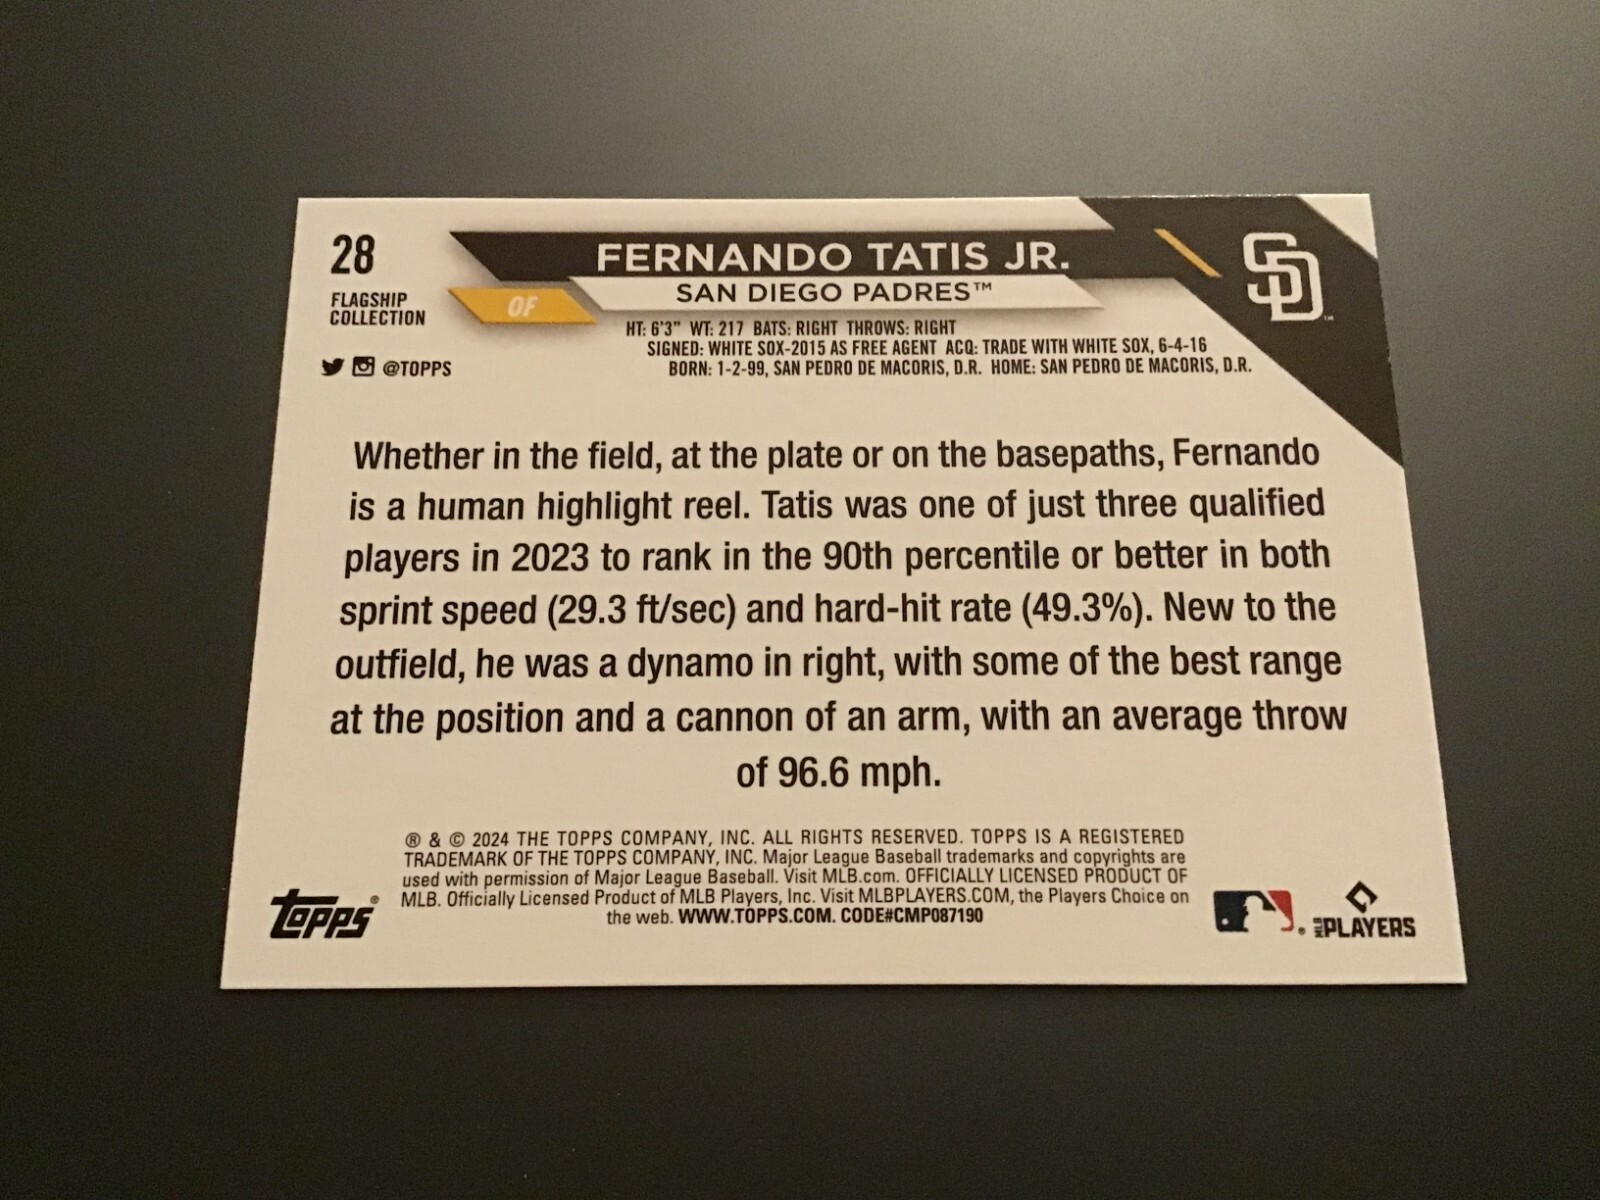 28
FLAGSHIP
COLLECTION
@TOPPS
FERNANDO TATIS JR.
SAN DIEGO PADRES™
OF
SD
HT: 6'3" WT: 217 BATS: RIGHT THROWS: RIGHT
SIGNED: WHITE SOX-2015 AS FREE AGENT ACQ: TRADE WITH WHITE SOX, 6-4-16
BORN: 1-2-99, SAN PEDRO DE MACORIS, D.R. HOME: SAN PEDRO DE MACORIS, D.R.
Whether in the field, at the plate or on the basepaths, Fernando
is a human highlight reel. Tatis was one of just three qualified
players in 2023 to rank in the 90th percentile or better in both
sprint speed (29.3 ft/sec) and hard-hit rate (49.3%). New to the
outfield, he was a dynamo in right, with some of the best range
at the position and a cannon of an arm, with an average throw
of 96.6 mph.
® & © 2024 THE TOPPS COMPANY, INC. ALL RIGHTS RESERVED. TOPPS IS A REGISTERED
TRADEMARK OF THE TOPPS COMPANY, INC. Major League Baseball trademarks and copyrights are
used with permission of Major League Baseball. Visit MLB.com. OFFICIALLY LICENSED PRODUCT OF
MLB. Officially Licensed Product of MLB Players, Inc. Visit MLBPLAYERS.COM, the Players Choice on
the web. WWW.TOPPS.COM. CODE#CMP087190
Topps®
MLB PLAYERS